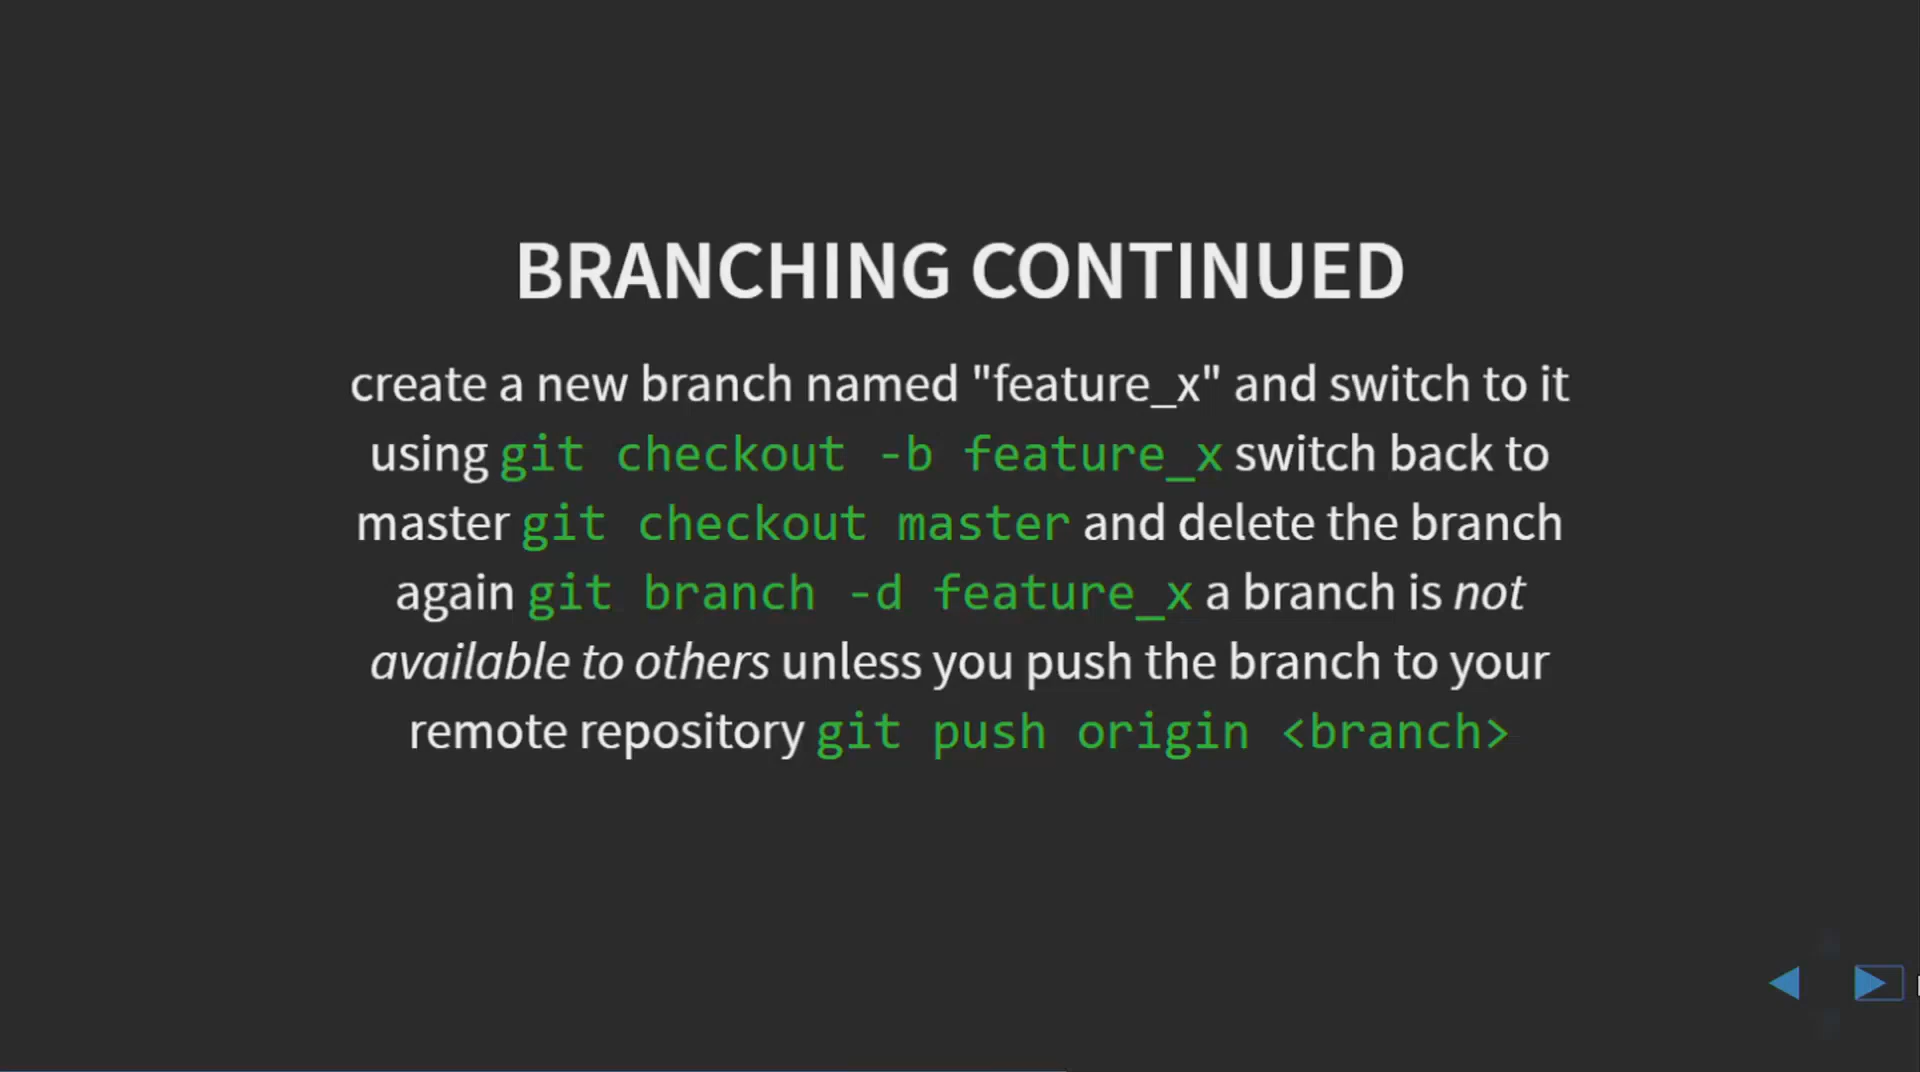 BRANCHING CONTINUED
create a new branch named "feature_x" and switch to it
using git checkout -b feature_x switch back to
master git checkout master and delete the branch
again git branch -d feature_x a branch is not
available to others unless you push the branch to your
remote repository git push origin <branch>